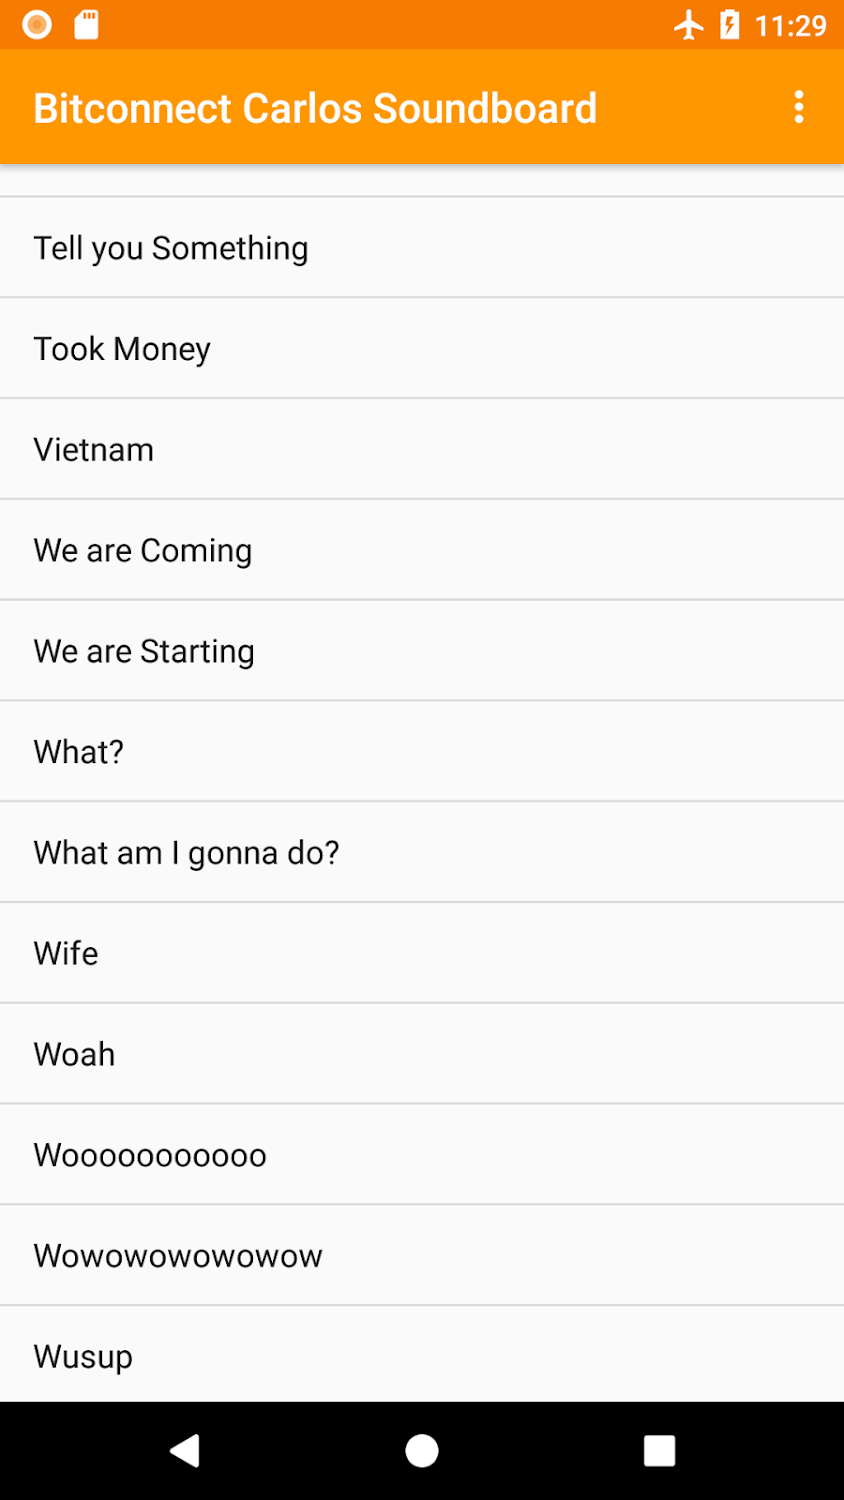 11:29
Bitconnect Carlos Soundboard
Tell you Something
Took Money
Vietnam
We are Coming
We are Starting
What?
What am I gonna do?
Wife
Woah
Wooooooooooo
Wowowowowowow
Wusup